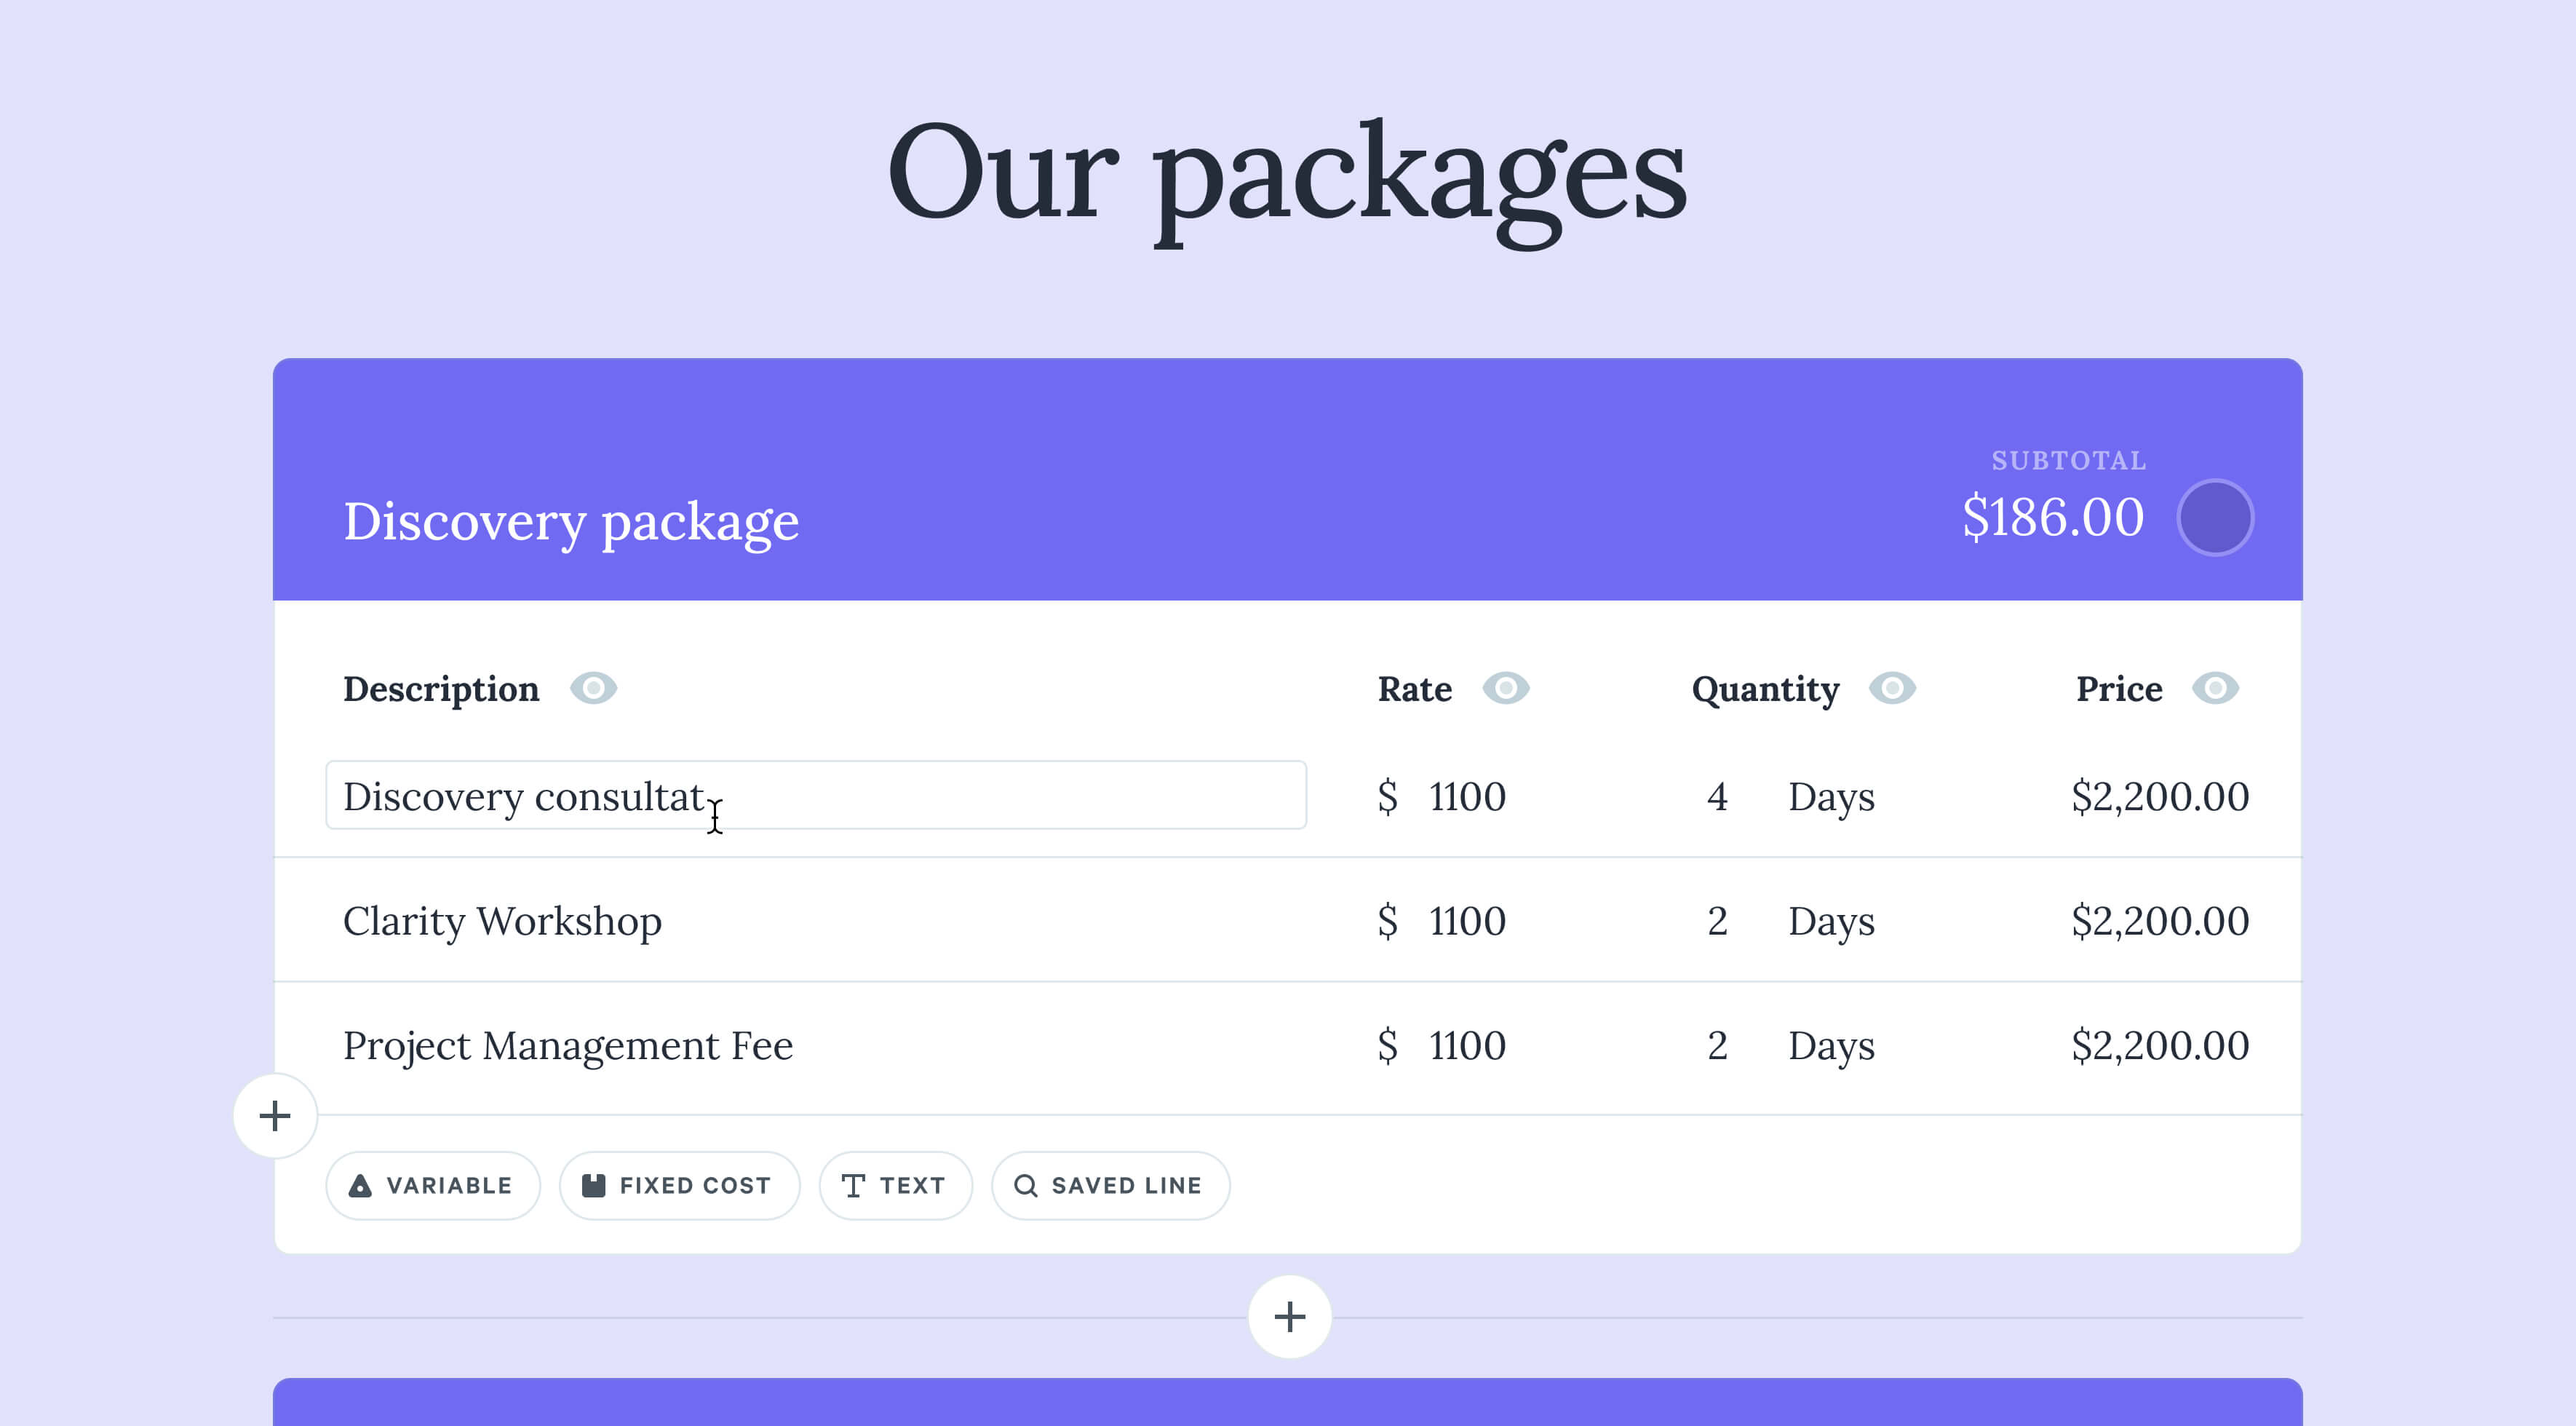 Our packages
SUBTOTAL
Discovery package $186.00
Description Rate Quantity Price
Discovery consultat $ 1100 4 Days $2,200.00
Clarity Workshop $ 1100 2 Days $2,200.00
Project Management Fee $ 1100 2 Days $2,200.00
VARIABLE FIXED COST TEXT SAVED LINE